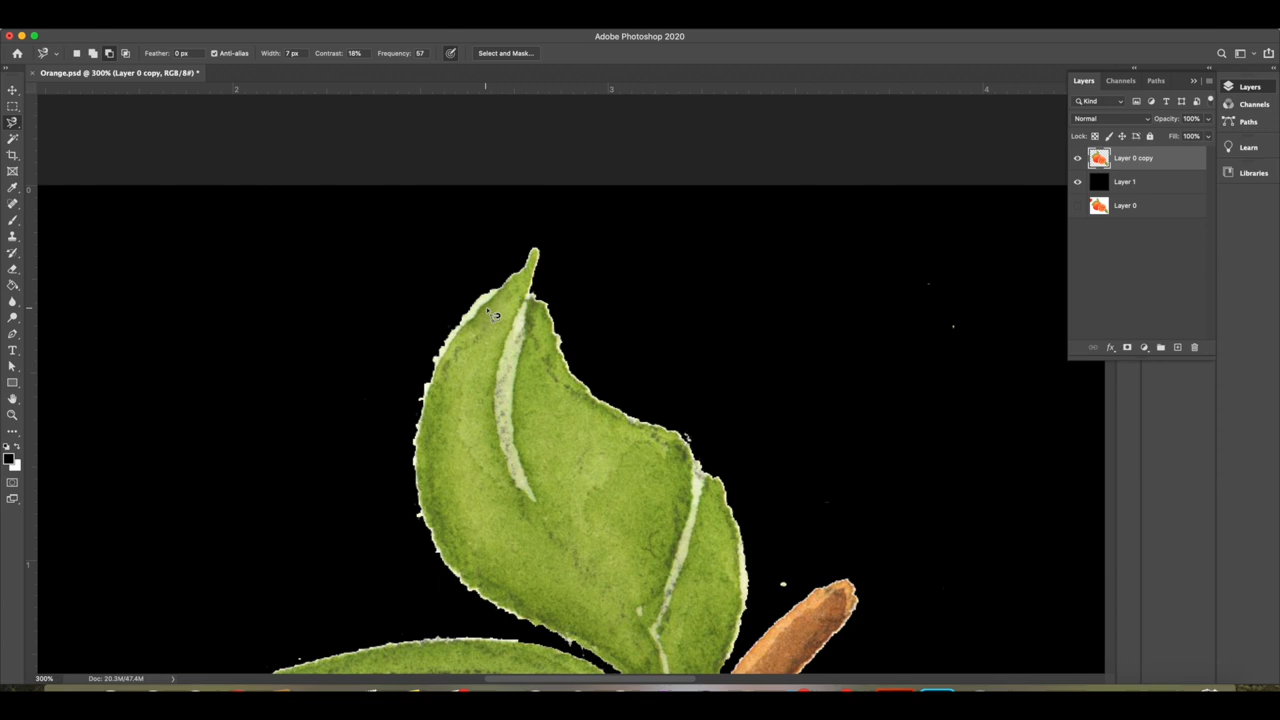 Adobe Photoshop 2020
Feather: 0 px Anti-alias Width: 7 px Contrast: 18% Frequency: 57 Select and Mask...
Orange.psd @ 300% (Layer 0 copy, RGB/8#) *
2 3 4
0
1
Layers Channels Paths
Kind
Normal Opacity: 100%
Lock: Fill: 100%
Layer 0 copy
Layer 1
Layer 0
Layers
Channels
Paths
Learn
Libraries
300% Doc: 20.3M/47.4M